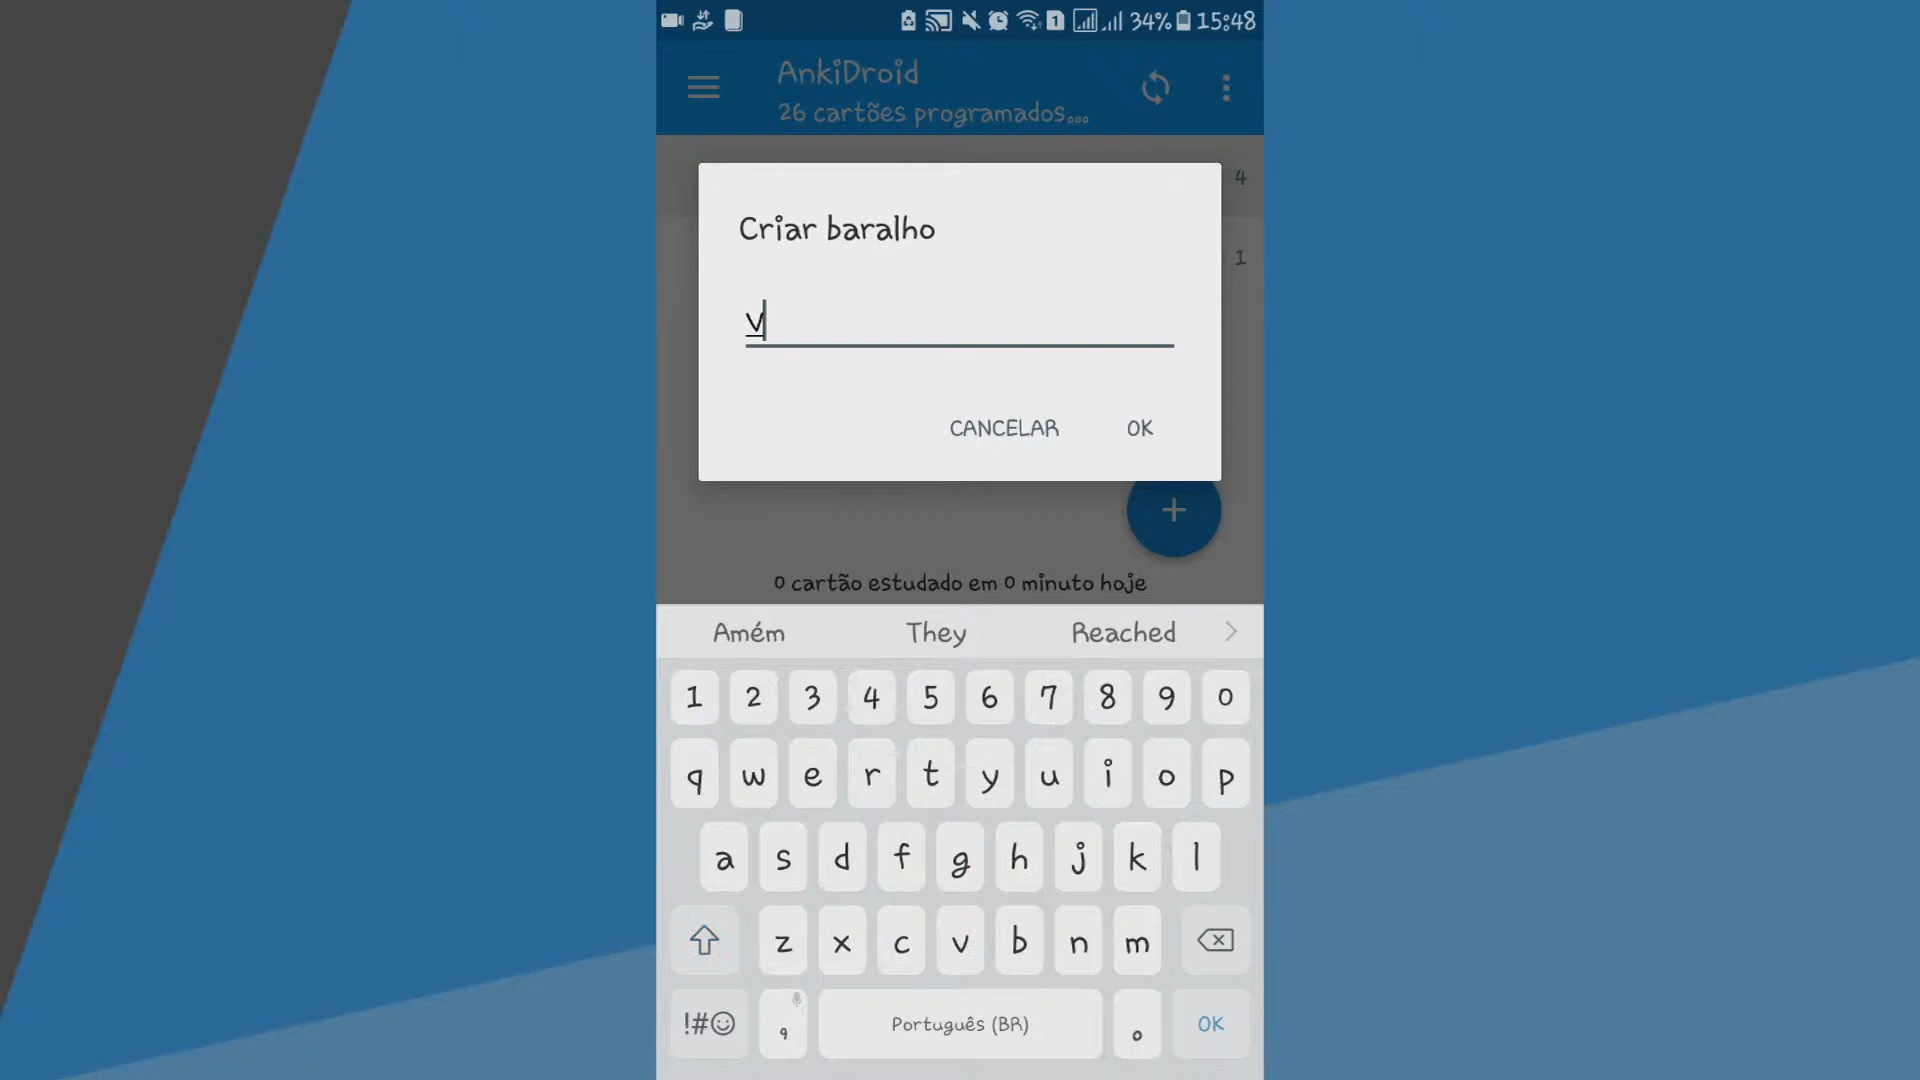 34% 15:48
AnkiDroid
26 cartões programados...
4
Criar baralho
1
V
CANCELAR OK
+
0 cartão estudado em 0 minuto hoje
Amém They Reached
1 2 3 4 5 6 7 8 9 0
q w e r t y u i o p
a s d f g h j k l
z x c v b n m
!#☺ , Português (BR) . OK